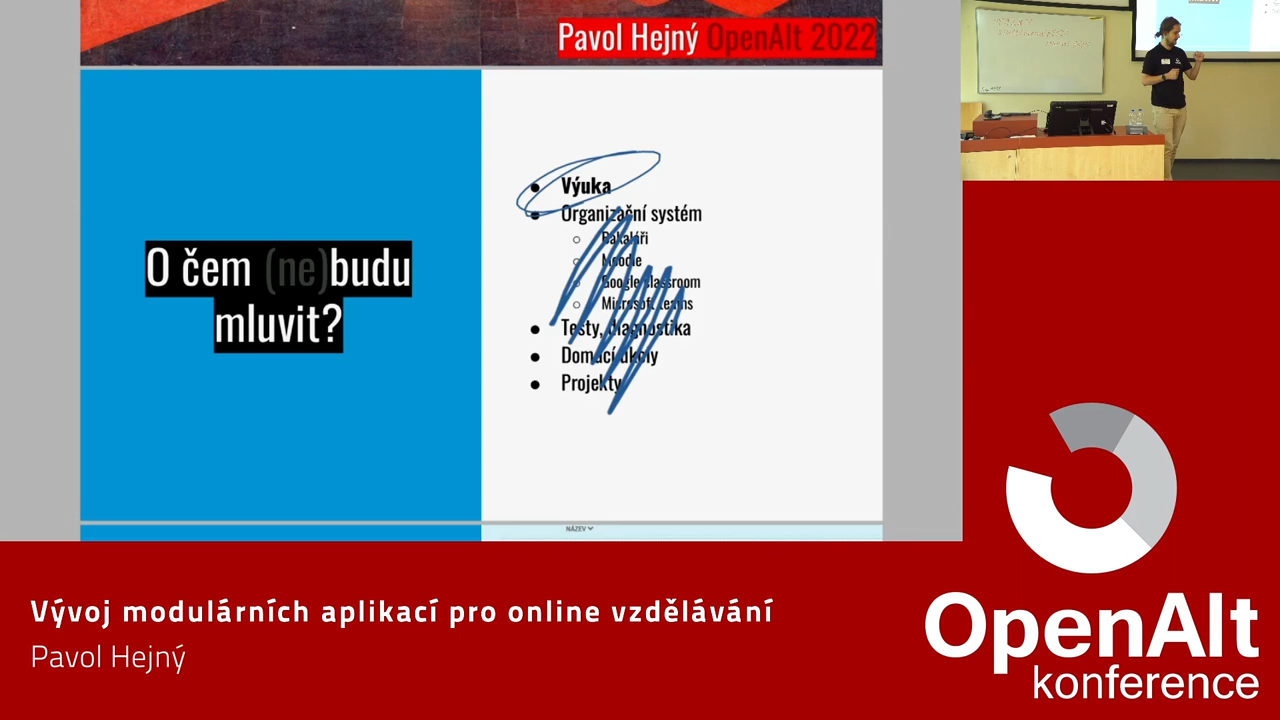 Pavol Hejný OpenAlt 2022
O čem (ne)budu
mluvit?
Výuka
Organizační systém
Bakaláři
Moodle
Google classroom
Microsoft teams
Testy, diagnostika
Domácí úkoly
Projekty
NÁZEV
Vývoj modulárních aplikací pro online vzdělávání
Pavol Hejný
OpenAlt
konference